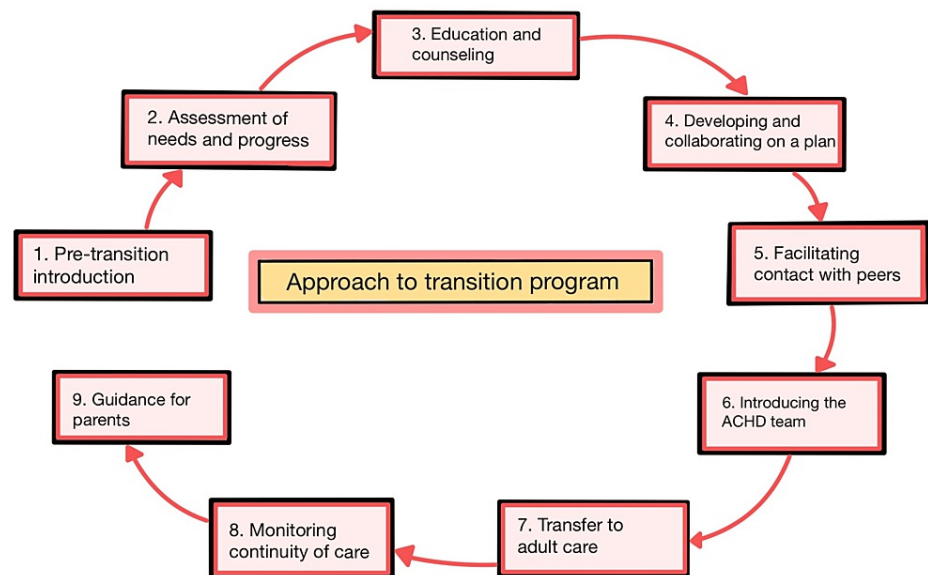 1. Pre-transition
introduction
2. Assessment of
needs and progress
3. Education and
counseling
4. Developing and
collaborating on a plan
5. Facilitating
contact with peers
6. Introducing the
ACHD team
7. Transfer to
adult care
8. Monitoring
continuity of care
9. Guidance for
parents
Approach to transition program